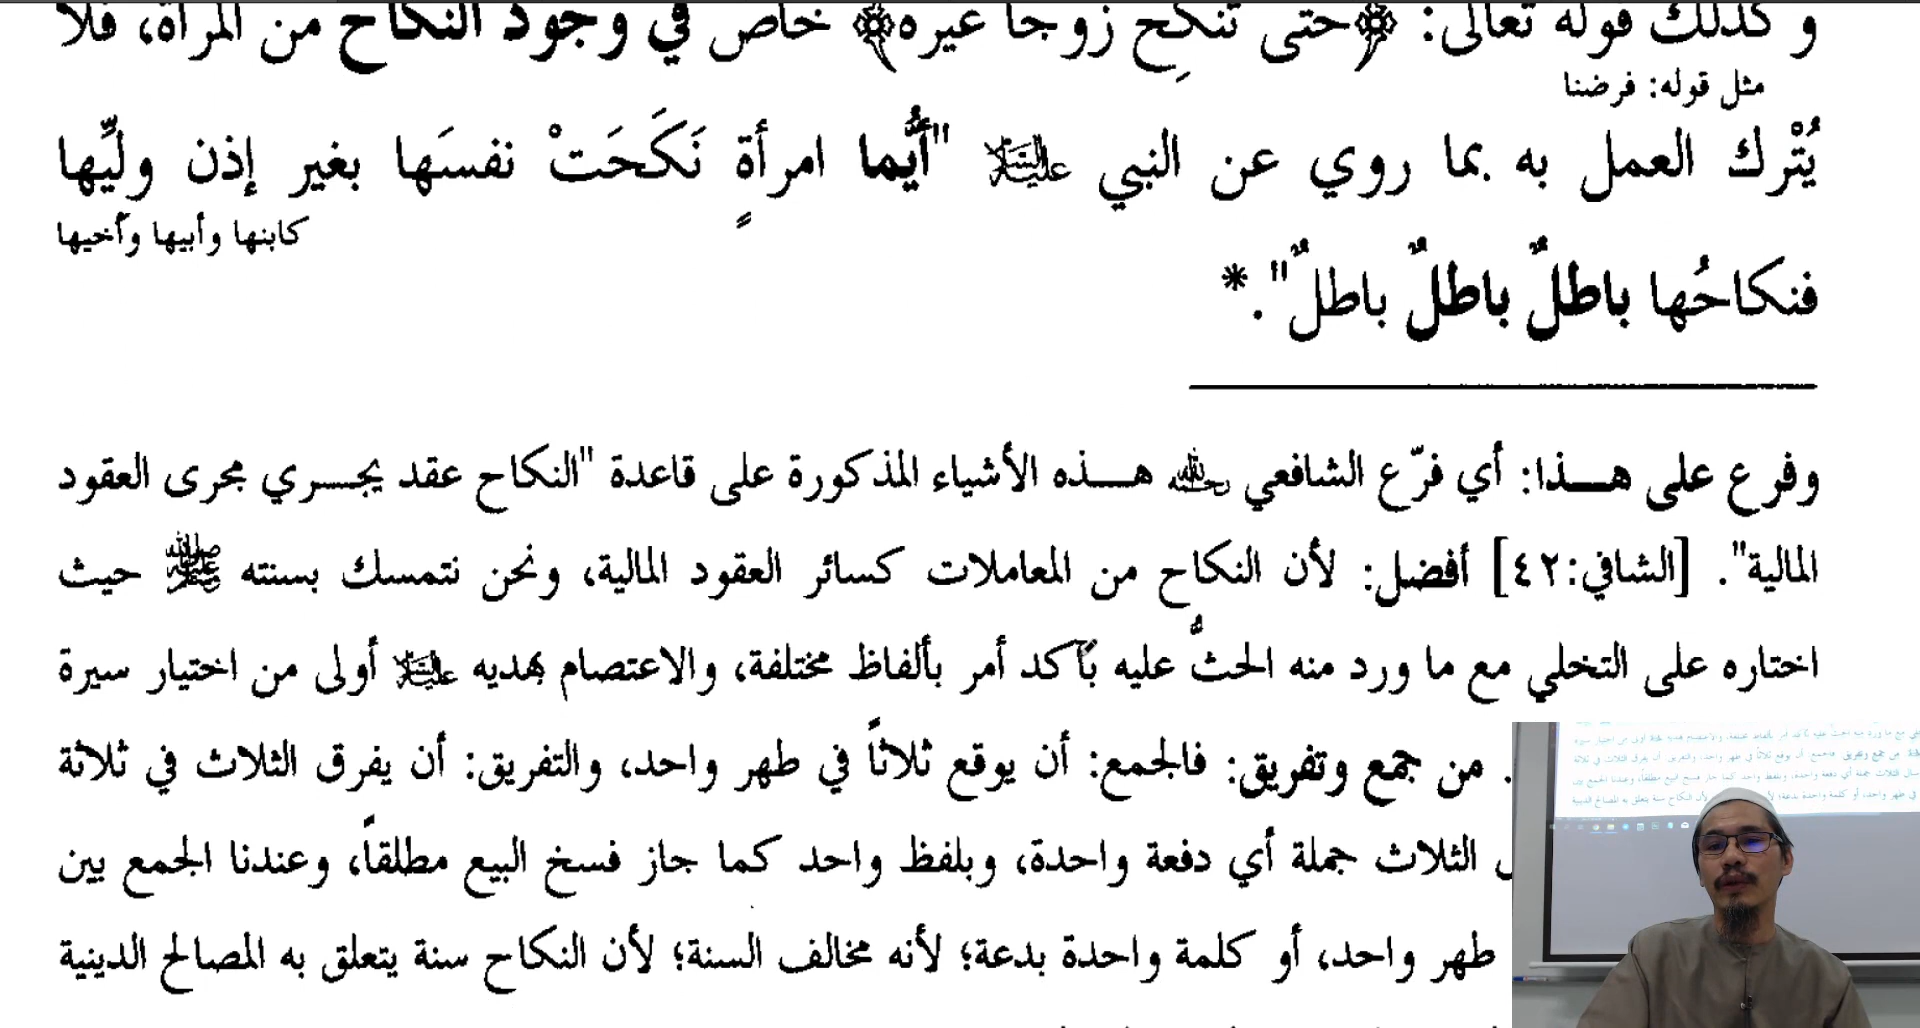 و كذلك قوله تعالى: ﴿حتى تنكِح زوجا غيره﴾ خاص في وجود النكاح من المرأة، فلا
مثل قوله: فرضنا
يُتْرك العمل به بما روي عن النبي عليه السلام "أيُّما امرأةٍ نَكَحَتْ نفسَها بغير إذن وليِّها
كابنها وأبيها وأخيها
فنكاحُها باطلٌ باطلٌ باطلٌ".*
وفرع على هـــذا: أي فرّع الشافعي رحمه الله هـــذه الأشياء المذكورة على قاعدة "النكاح عقد يجـــري مجرى العقود
المالية". [الشافي:٤٢] أفضل: لأن النكاح من المعاملات كسائر العقود المالية، ونحن نتمسك بسنته ﷺ حيث
اختاره على التخلي مع ما ورد منه الحثُّ عليه بآكد أمر بألفاظ مختلفة، والاعتصام بهديه عليه السلام أولى من اختيار سيرة
من جمع وتفريق: فالجمع: أن يوقع ثلاثاً في طهر واحد، والتفريق: أن يفرق الثلاث في ثلاثة
الثلاث جملة أي دفعة واحدة، وبلفظ واحد كما جاز فسخ البيع مطلقاً، وعندنا الجمع بين
طهر واحد، أو كلمة واحدة بدعة؛ لأنه مخالف السنة؛ لأن النكاح سنة يتعلق به المصالح الدينية